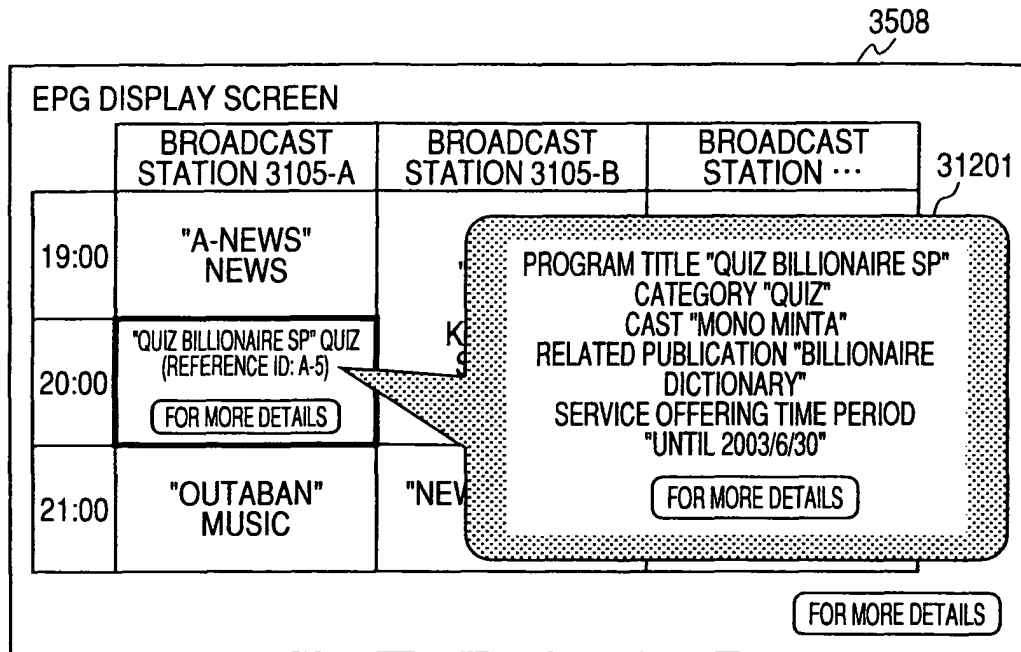 3508
EPG DISPLAY SCREEN
BROADCAST
STATION 3105-A
BROADCAST
STATION 3105-B
BROADCAST
STATION ···
31201
19:00
"A-NEWS"
NEWS
20:00
"QUIZ BILLIONAIRE SP" QUIZ
(REFERENCE ID: A-5)
FOR MORE DETAILS
21:00
"OUTABAN"
MUSIC
PROGRAM TITLE "QUIZ BILLIONAIRE SP"
CATEGORY "QUIZ"
CAST "MONO MINTA"
RELATED PUBLICATION "BILLIONAIRE
DICTIONARY"
SERVICE OFFERING TIME PERIOD
"UNTIL 2003/6/30"
FOR MORE DETAILS
FOR MORE DETAILS